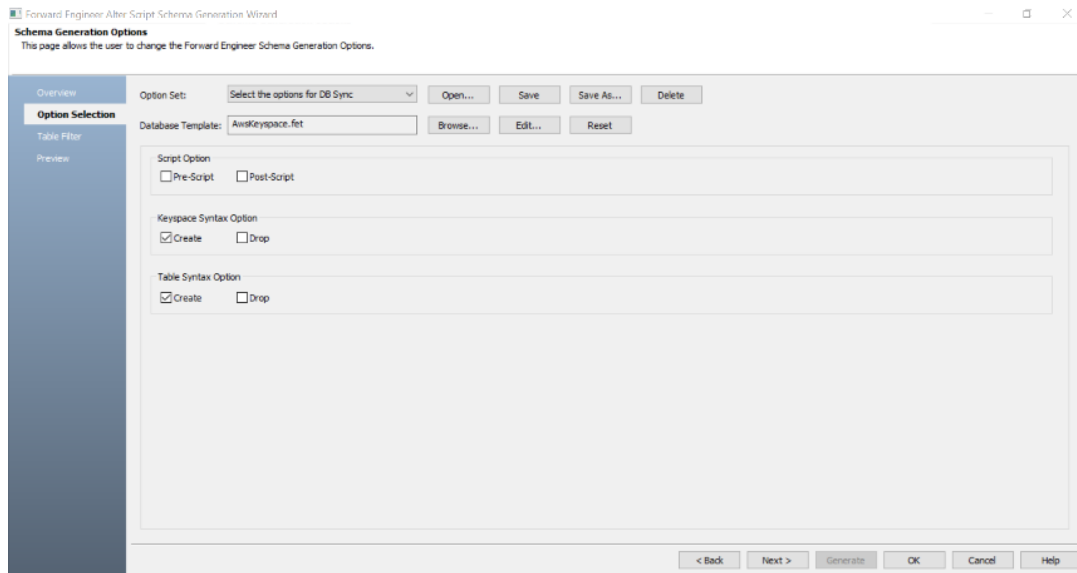 Forward Engineer Alter Script Schema Generation Wizard
Schema Generation Options
This page allows the user to change the Forward Engineer Schema Generation Options.
Overview
Option Selection
Table Filter
Preview
Option Set: Select the options for DB Sync Open... Save Save As... Delete
Database Template: AwsKeyspace.fet Browse... Edit... Reset
Script Option
Pre-Script Post-Script
Keyspace Syntax Option
Create Drop
Table Syntax Option
Create Drop
< Back Next > Generate OK Cancel Help